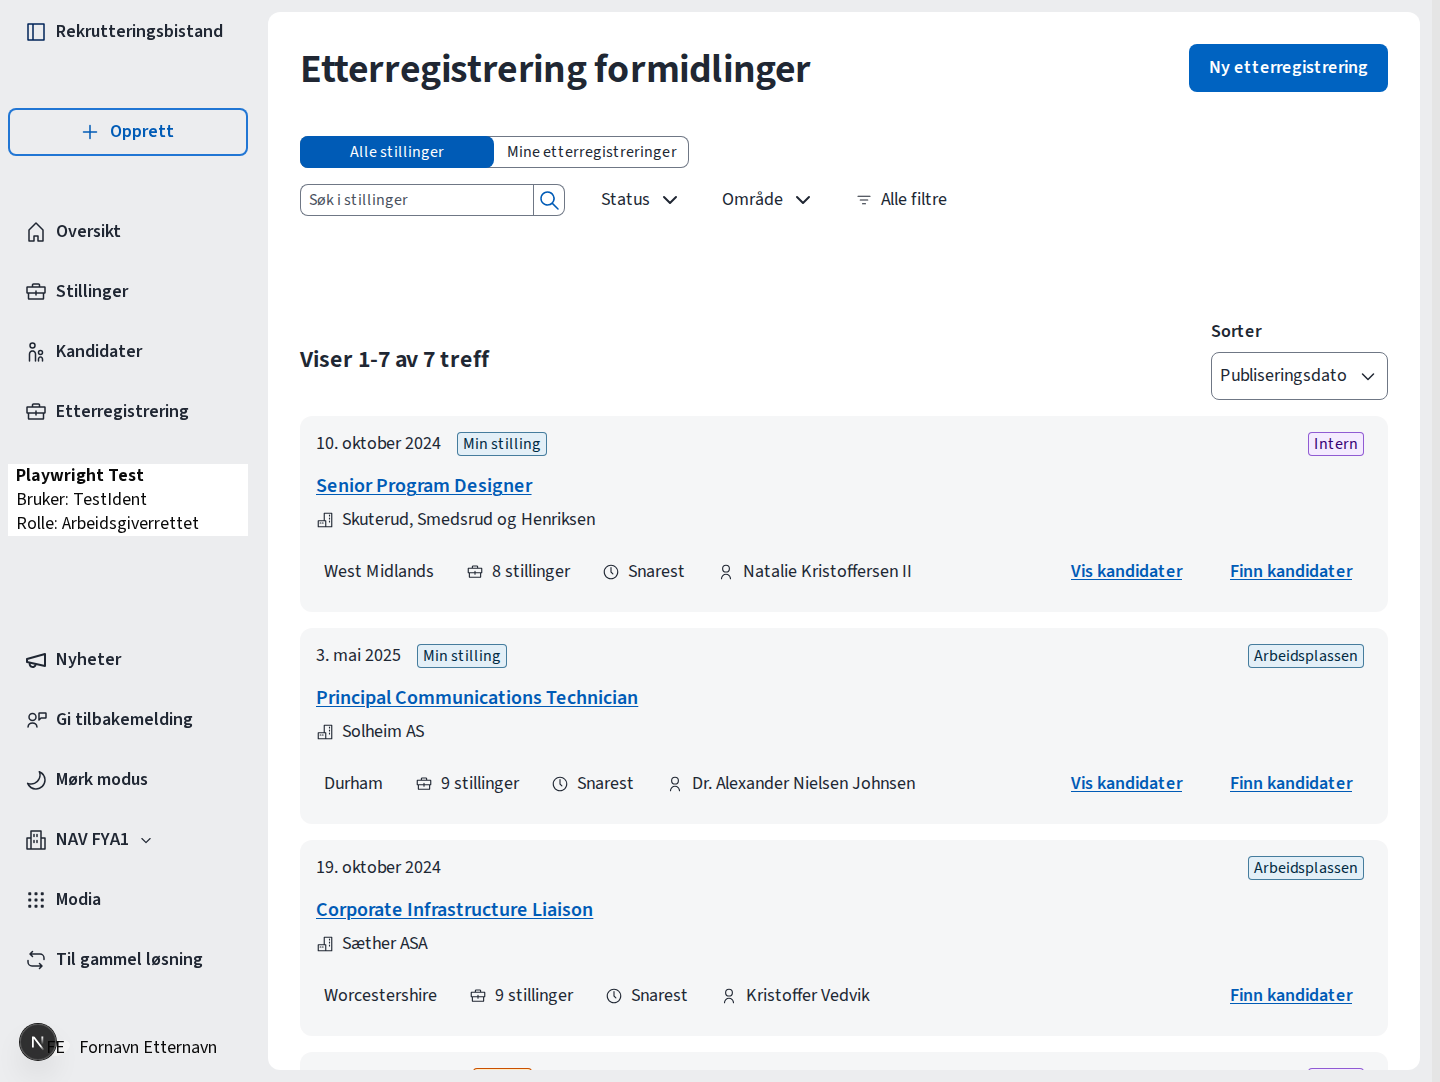 Rekrutteringsbistand
Opprett
Oversikt
Stillinger
Kandidater
Etterregistrering
Playwright Test
Bruker: TestIdent
Rolle: Arbeidsgiverrettet
Nyheter
Gi tilbakemelding
Mørk modus
NAV FYA1
Modia
Til gammel løsning
N
FE Fornavn Etternavn
Etterregistrering formidlinger
Ny etterregistrering
Alle stillinger Mine etterregistreringer
Søk i stillinger Status Område Alle filtre
Sorter
Viser 1-7 av 7 treff
Publiseringsdato
10. oktober 2024 Min stilling Intern
Senior Program Designer
Skuterud, Smedsrud og Henriksen
West Midlands 8 stillinger Snarest Natalie Kristoffersen II Vis kandidater Finn kandidater
3. mai 2025 Min stilling Arbeidsplassen
Principal Communications Technician
Solheim AS
Durham 9 stillinger Snarest Dr. Alexander Nielsen Johnsen Vis kandidater Finn kandidater
19. oktober 2024 Arbeidsplassen
Corporate Infrastructure Liaison
Sæther ASA
Worcestershire 9 stillinger Snarest Kristoffer Vedvik Finn kandidater